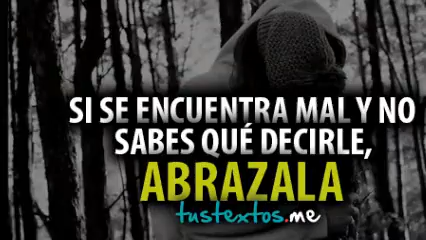 SI SE ENCUENTRA MAL Y NO
SABES QUÉ DECIRLE,
ABRAZALA
tustextos.me